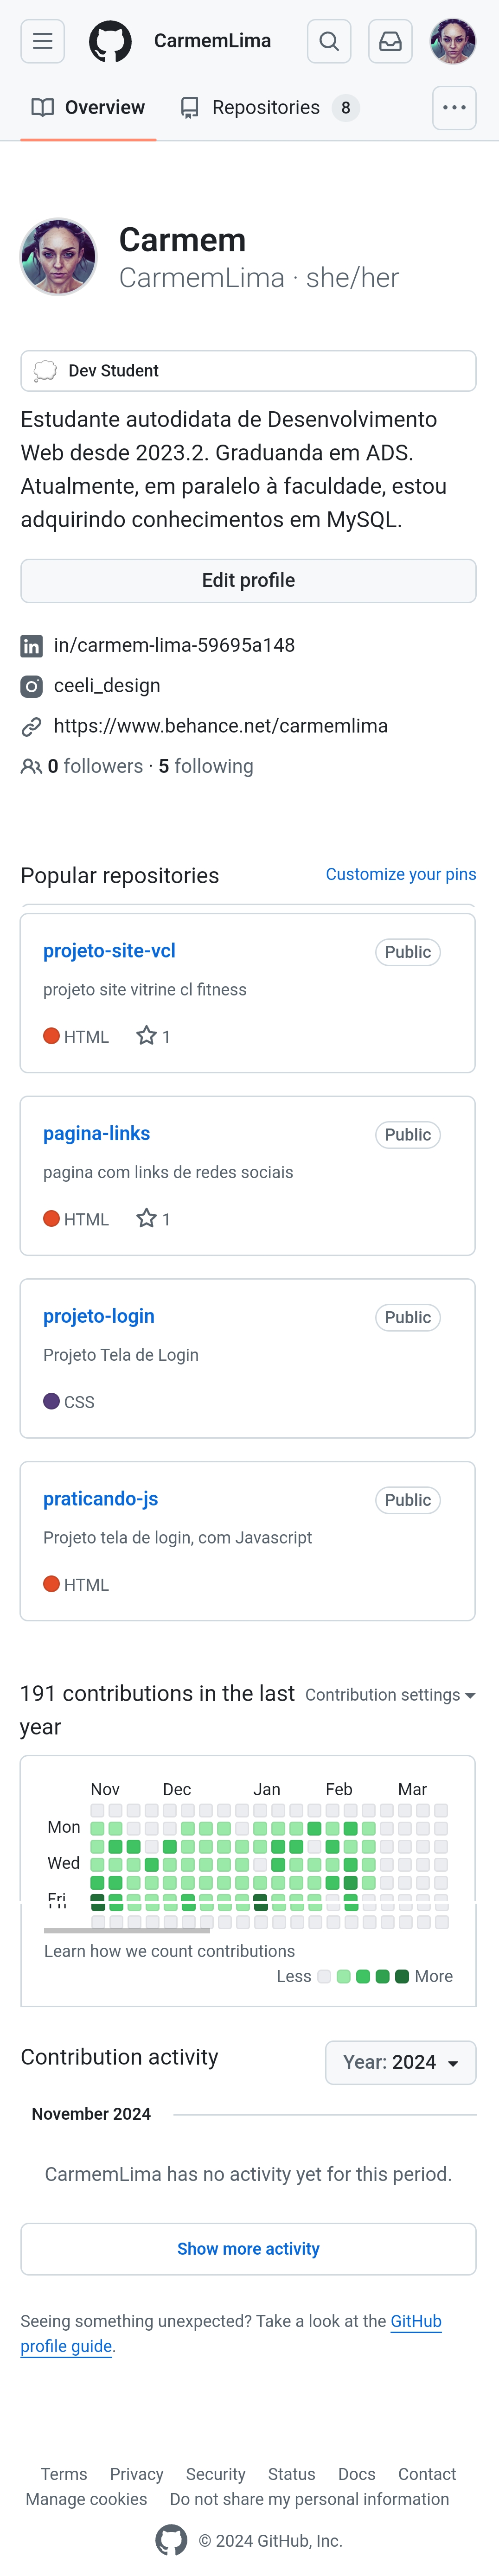 CarmemLima
Overview
Repositories 8
Carmem
CarmemLima · she/her
Dev Student
Estudante autodidata de Desenvolvimento
Web desde 2023.2. Graduanda em ADS.
Atualmente, em paralelo à faculdade, estou
adquirindo conhecimentos em MySQL.
Edit profile
in/carmem-lima-59695a148
ceeli_design
https://www.behance.net/carmemlima
0 followers · 5 following
Popular repositories
Customize your pins
projeto-site-vcl
Public
projeto site vitrine cl fitness
HTML 1
pagina-links
Public
pagina com links de redes sociais
HTML 1
projeto-login
Public
Projeto Tela de Login
CSS
praticando-js
Public
Projeto tela de login, com Javascript
HTML
191 contributions in the last
year
Contribution settings
Nov Dec Jan Feb Mar
Mon
Wed
Fri
Learn how we count contributions
Less More
Contribution activity
Year: 2024
November 2024
CarmemLima has no activity yet for this period.
Show more activity
Seeing something unexpected? Take a look at the GitHub
profile guide.
Terms Privacy Security Status Docs Contact
Manage cookies Do not share my personal information
© 2024 GitHub, Inc.